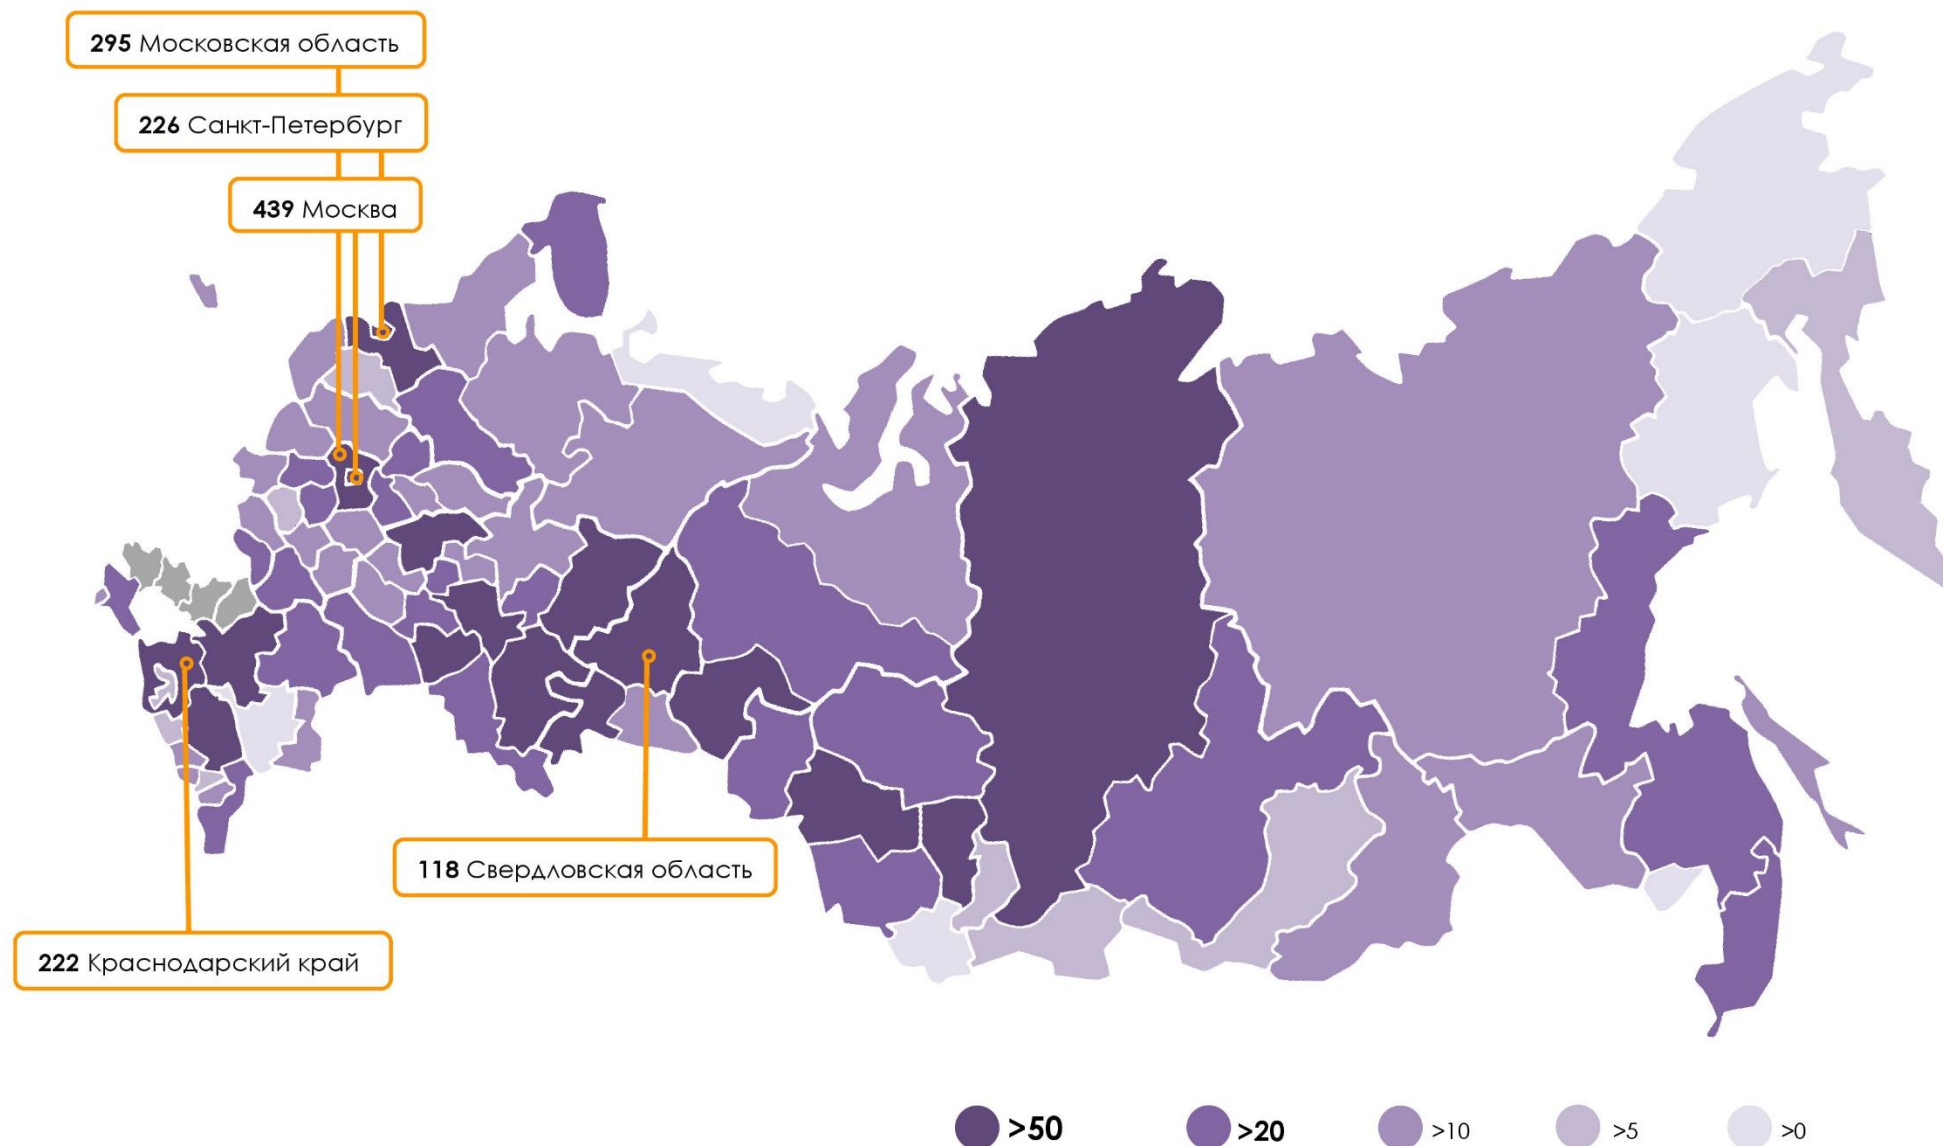 295 Московская область
226 Санкт-Петербург
439 Москва
118 Свердловская область
222 Краснодарский край
>50 >20 >10 >5 >0